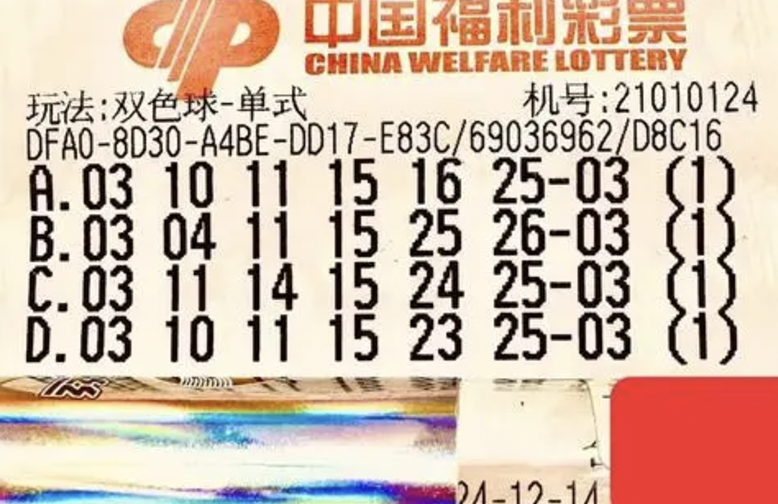 中国福利彩票
CHINA WELFARE LOTTERY
玩法:双色球-单式 机号:21010124
DFA0-8D30-A4BE-DD17-E83C/69036962/D8C16
A.03 10 11 15 16 25-03 (1)
B.03 04 11 15 25 26-03 (1)
C.03 11 14 15 24 25-03 (1)
D.03 10 11 15 23 25-03 (1)
24-12-14